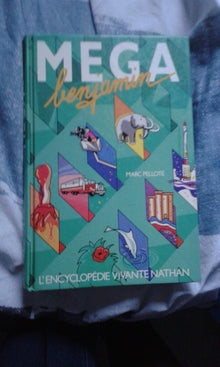 MEGA
benjamin
MARC PELLOTE
L'ENCYCLOPÉDIE VIVANTE NATHAN